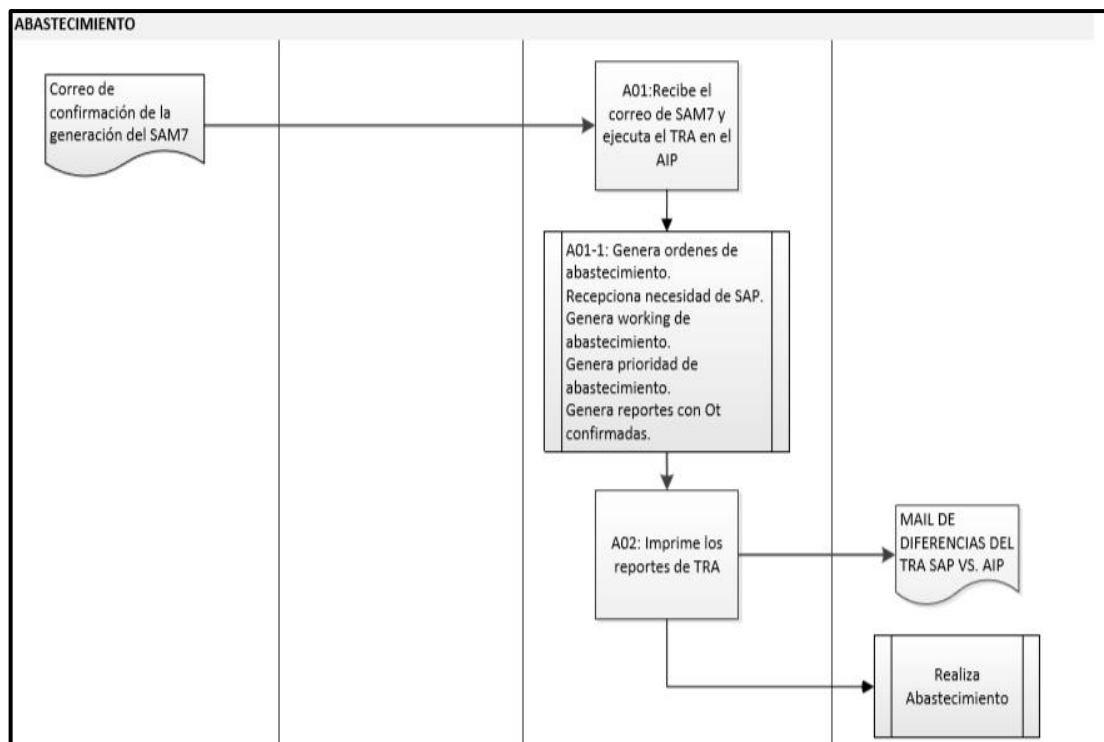 ABASTECIMIENTO
Correo de
confirmación de la
generación del SAM7
A01:Recibe el
correo de SAM7 y
ejecuta el TRA en el
AIP
A01-1: Genera ordenes de
abastecimiento.
Recepciona necesidad de SAP.
Genera working de
abastecimiento.
Genera prioridad de
abastecimiento.
Genera reportes con Ot
confirmadas.
A02: Imprime los
reportes de TRA
MAIL DE
DIFERENCIAS DEL
TRA SAP VS. AIP
Realiza
Abastecimiento